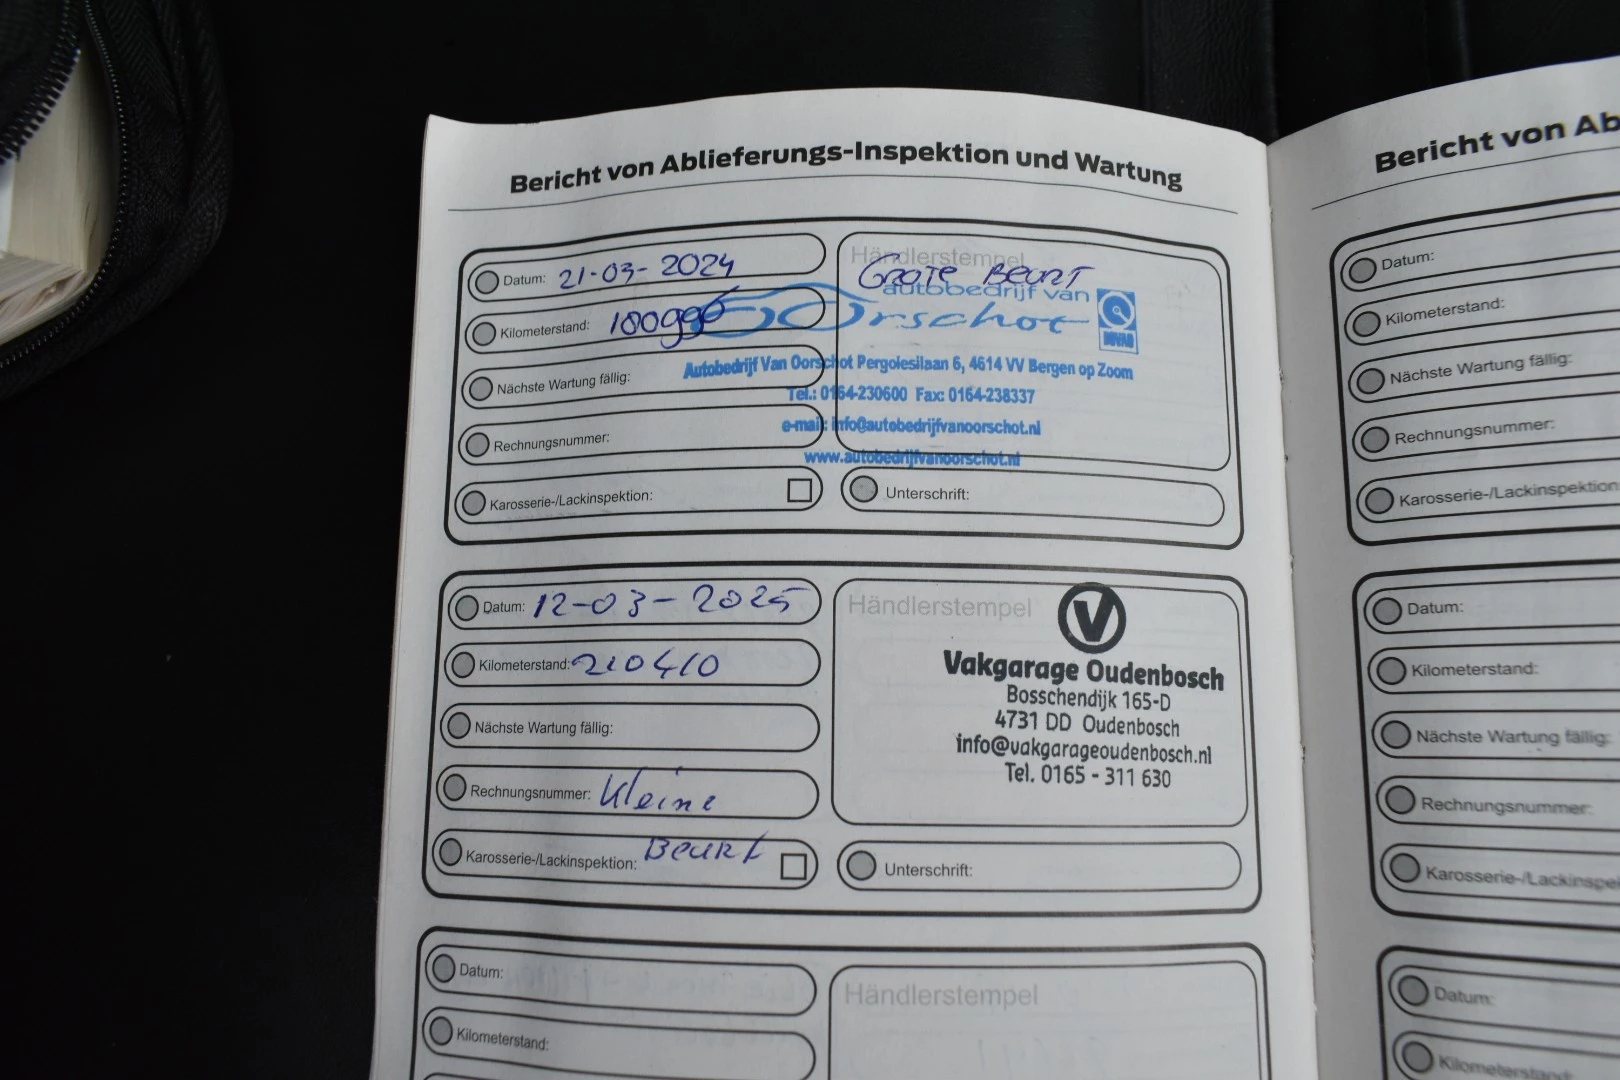 Bericht von Ablieferungs-Inspektion und Wartung
Datum: 21-03-2024
Kilometerstand:
Nächste Wartung fällig:
Rechnungsnummer:
Karosserie-/Lackinspektion:
Händlerstempel
Grote Beurt
autobedrijf van
Oorschot
BOVAG
Autobedrijf Van Oorschot Pergolesilaan 6, 4614 VV Bergen op Zoom
Tel.: 0164-230600 Fax: 0164-238337
e-mail: info@autobedrijfvanoorschot.nl
www.autobedrijfvanoorschot.nl
Unterschrift:
Datum: 12-03-2025
Kilometerstand: 210410
Nächste Wartung fällig:
Rechnungsnummer: Kleine
Karosserie-/Lackinspektion: Beurt
Händlerstempel
V
Vakgarage Oudenbosch
Bosschendijk 165-D
4731 DD Oudenbosch
info@vakgarageoudenbosch.nl
Tel. 0165 - 311 630
Unterschrift:
Datum:
Kilometerstand:
Händlerstempel
Bericht von Ab
Datum:
Kilometerstand:
Nächste Wartung fällig:
Rechnungsnummer:
Karosserie-/Lackinspektion
Datum:
Kilometerstand:
Nächste Wartung fällig:
Rechnungsnummer:
Karosserie-/Lackinspe
Datum:
Kilometerstand: